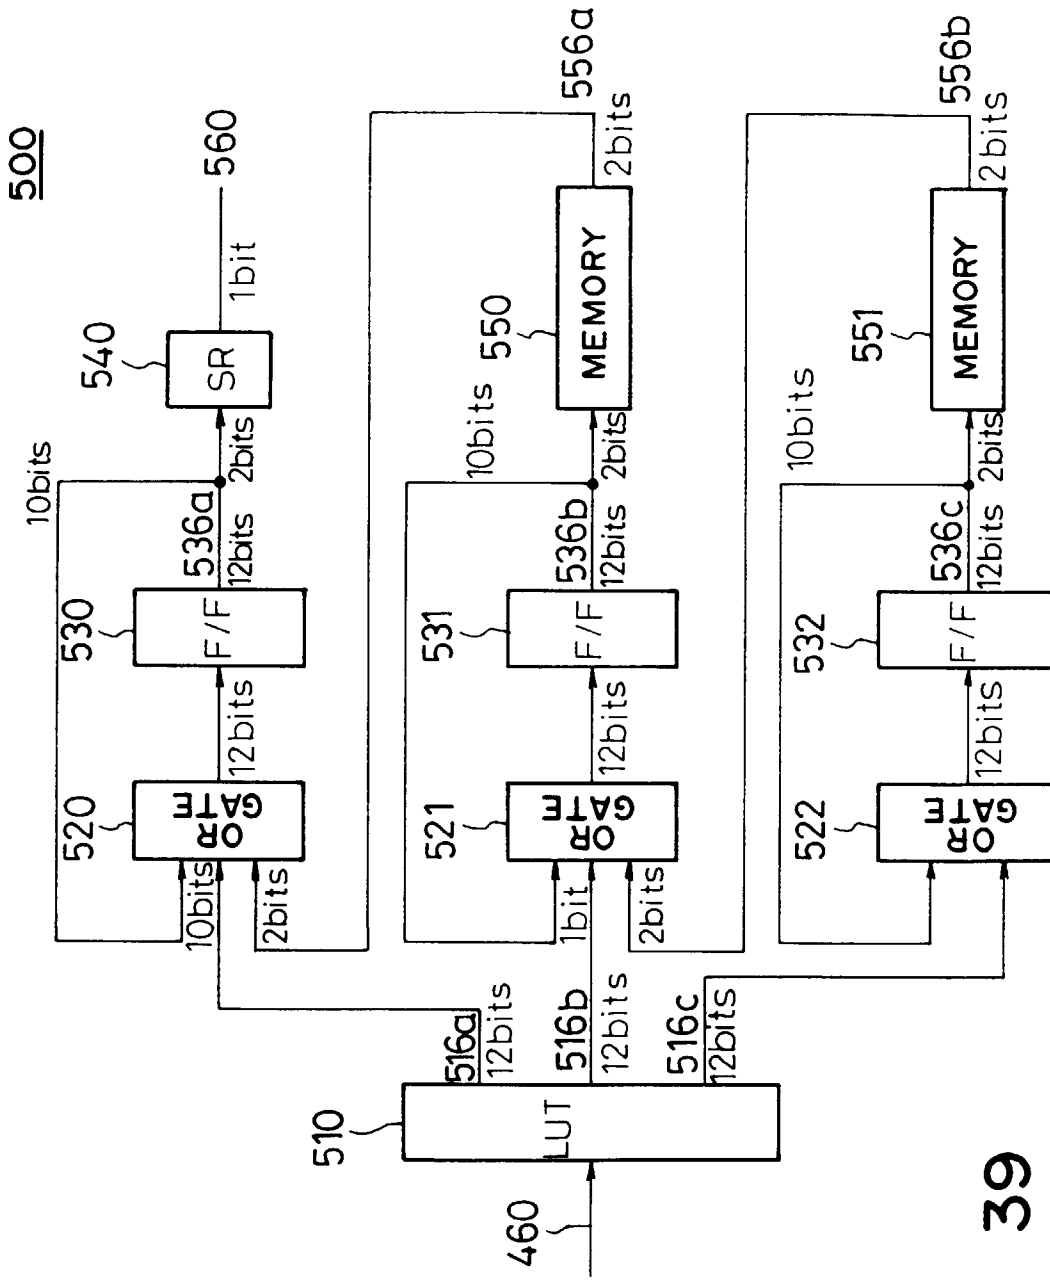 500
10bits
520
530
536a
540
560
OR GATE
F/F
SR
10bits
12bits
12bits
2bits
1bit
2bits
510
516a
12bits
LUT
460
516b
12bits
516c
12bits
10bits
521
531
536b
550
556a
OR GATE
F/F
MEMORY
1bit
12bits
12bits
2bits
2bits
2bits
10bits
522
532
536c
551
556b
OR GATE
F/F
MEMORY
12bits
12bits
2bits
2bits
39